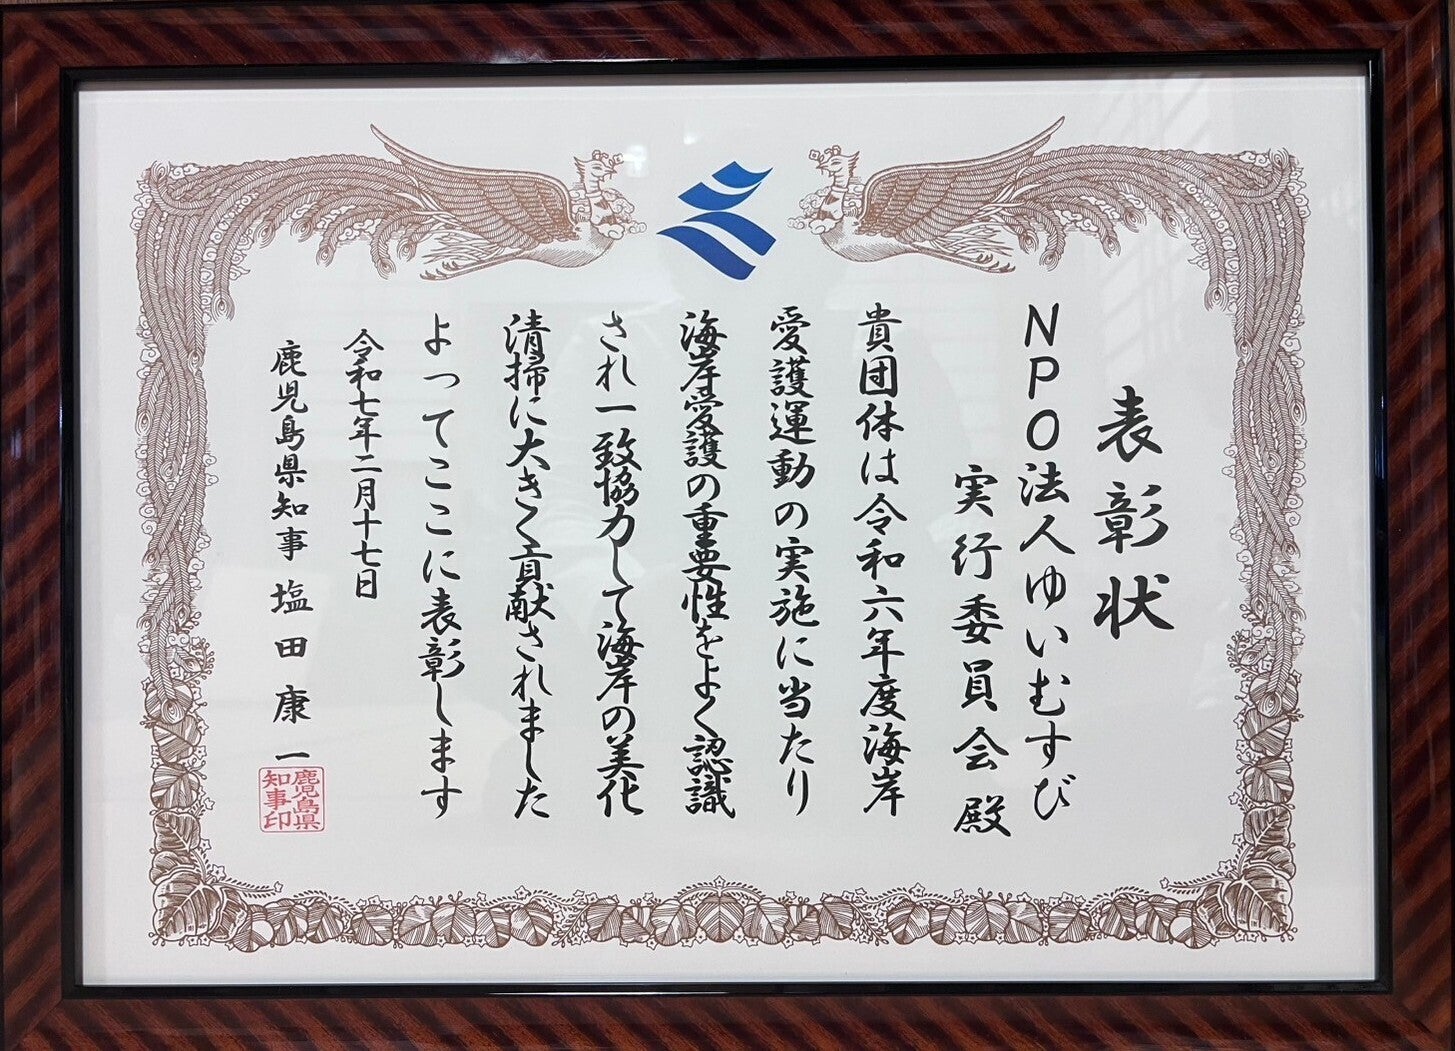 表彰状
NPO法人ゆいむすび
実行委員会殿
貴団体は令和六年度海岸
愛護運動の実施に当たり
海岸愛護の重要性をよく認識
され一致協力して海岸の美化
清掃に大きく貢献されました
よってここに表彰します
令和七年二月十七日
鹿児島県知事 塩田康一
鹿児島県
知事印